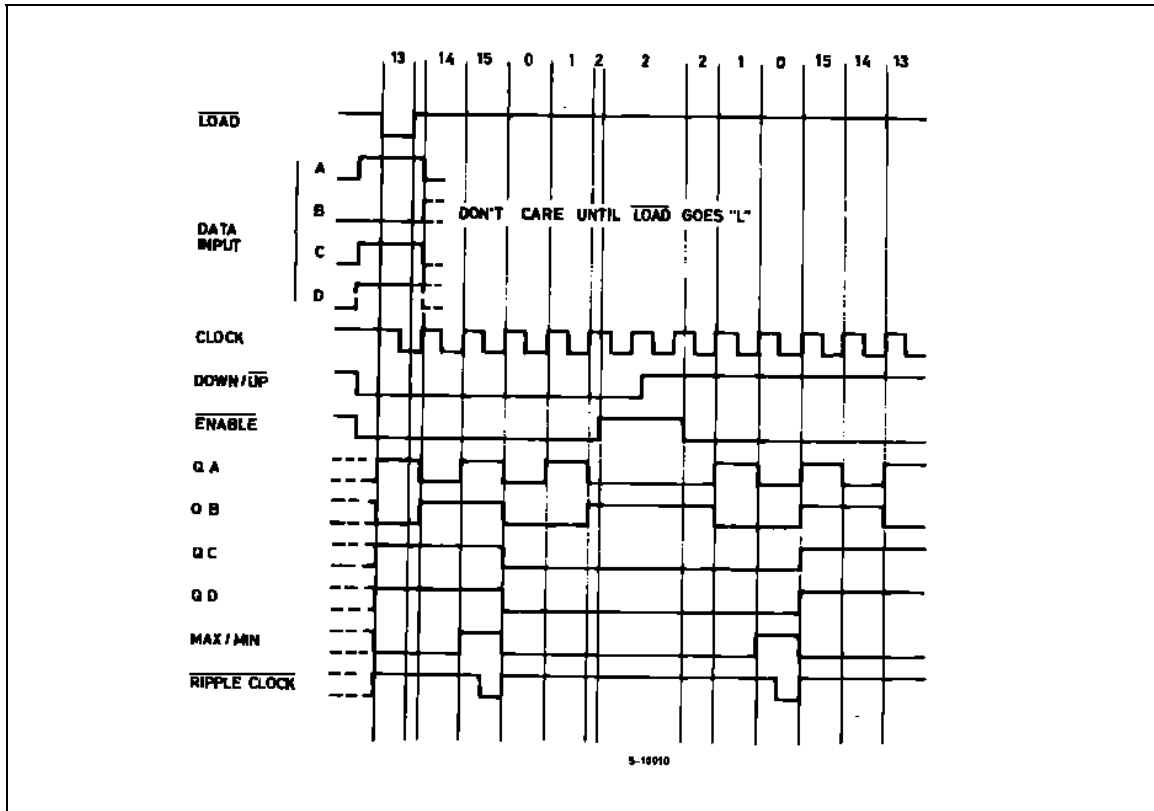 13 14 15 0 1 2 2 2 1 0 15 14 13
LOAD
A
B
DATA INPUT
C
D
DON'T CARE UNTIL LOAD GOES "L"
CLOCK
DOWN/UP
ENABLE
Q A
Q B
Q C
Q D
MAX/MIN
RIPPLE CLOCK
S-10010